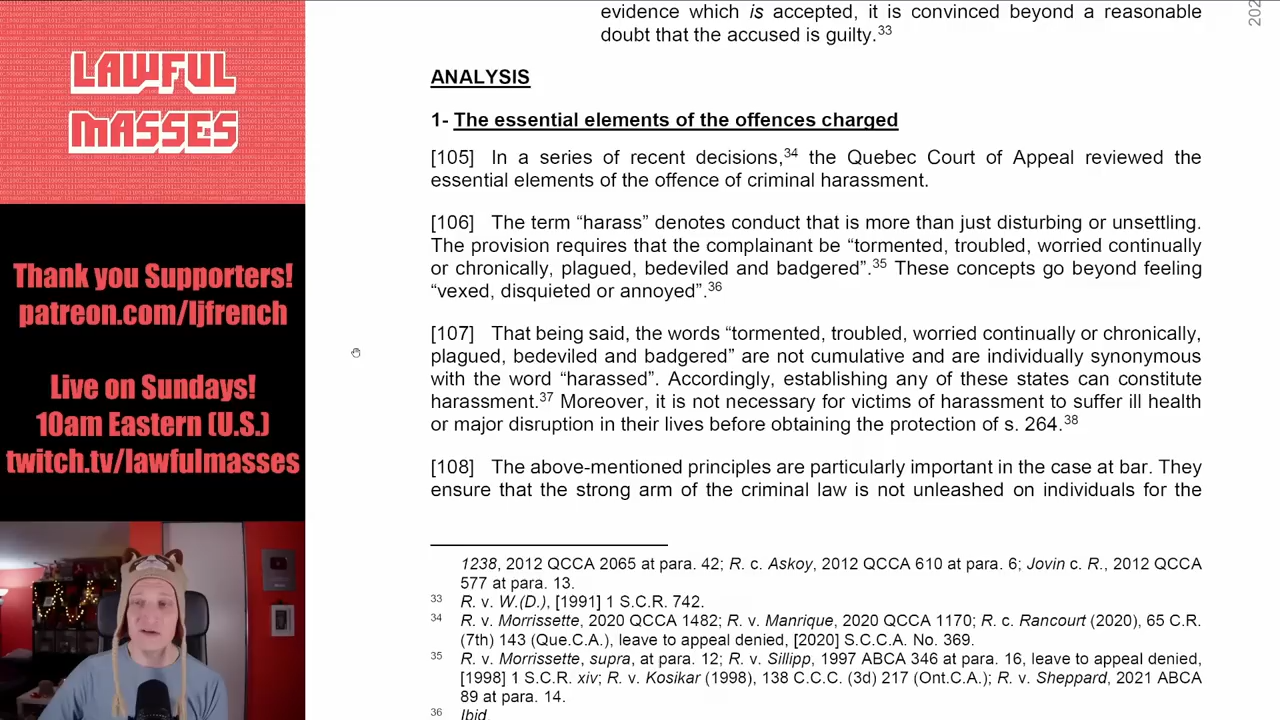 LAWFUL
MASSES
Thank you Supporters!
patreon.com/ljfrench
Live on Sundays!
10am Eastern (U.S.)
twitch.tv/lawfulmasses
202
evidence which is accepted, it is convinced beyond a reasonable
doubt that the accused is guilty.33
ANALYSIS
1- The essential elements of the offences charged
[105] In a series of recent decisions,34 the Quebec Court of Appeal reviewed the
essential elements of the offence of criminal harassment.
[106] The term “harass” denotes conduct that is more than just disturbing or unsettling.
The provision requires that the complainant be “tormented, troubled, worried continually
or chronically, plagued, bedeviled and badgered”.35 These concepts go beyond feeling
“vexed, disquieted or annoyed”.36
[107] That being said, the words “tormented, troubled, worried continually or chronically,
plagued, bedeviled and badgered” are not cumulative and are individually synonymous
with the word “harassed”. Accordingly, establishing any of these states can constitute
harassment.37 Moreover, it is not necessary for victims of harassment to suffer ill health
or major disruption in their lives before obtaining the protection of s. 264.38
[108] The above-mentioned principles are particularly important in the case at bar. They
ensure that the strong arm of the criminal law is not unleashed on individuals for the
1238, 2012 QCCA 2065 at para. 42; R. c. Askoy, 2012 QCCA 610 at para. 6; Jovin c. R., 2012 QCCA
577 at para. 13.
33 R. v. W.(D.), [1991] 1 S.C.R. 742.
34 R. v. Morrissette, 2020 QCCA 1482; R. v. Manrique, 2020 QCCA 1170; R. c. Rancourt (2020), 65 C.R.
(7th) 143 (Que.C.A.), leave to appeal denied, [2020] S.C.C.A. No. 369.
35 R. v. Morrissette, supra, at para. 12; R. v. Sillipp, 1997 ABCA 346 at para. 16, leave to appeal denied,
[1998] 1 S.C.R. xiv; R. v. Kosikar (1998), 138 C.C.C. (3d) 217 (Ont.C.A.); R. v. Sheppard, 2021 ABCA
89 at para. 14.
36 Ibid.